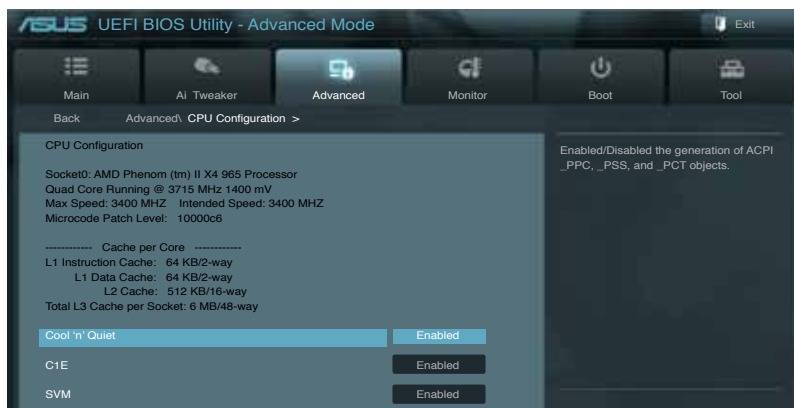 ASUS UEFI BIOS Utility - Advanced Mode
Exit
Main Ai Tweaker Advanced Monitor Boot Tool
Back Advanced\ CPU Configuration >
CPU Configuration
Socket0: AMD Phenom (tm) II X4 965 Processor
Quad Core Running @ 3715 MHz 1400 mV
Max Speed: 3400 MHZ Intended Speed: 3400 MHZ
Microcode Patch Level: 10000c6
------------ Cache per Core ------------
L1 Instruction Cache: 64 KB/2-way
L1 Data Cache: 64 KB/2-way
L2 Cache: 512 KB/16-way
Total L3 Cache per Socket: 6 MB/48-way
Cool 'n' Quiet Enabled
C1E Enabled
SVM Enabled
Enabled/Disabled the generation of ACPI
_PPC, _PSS, and _PCT objects.